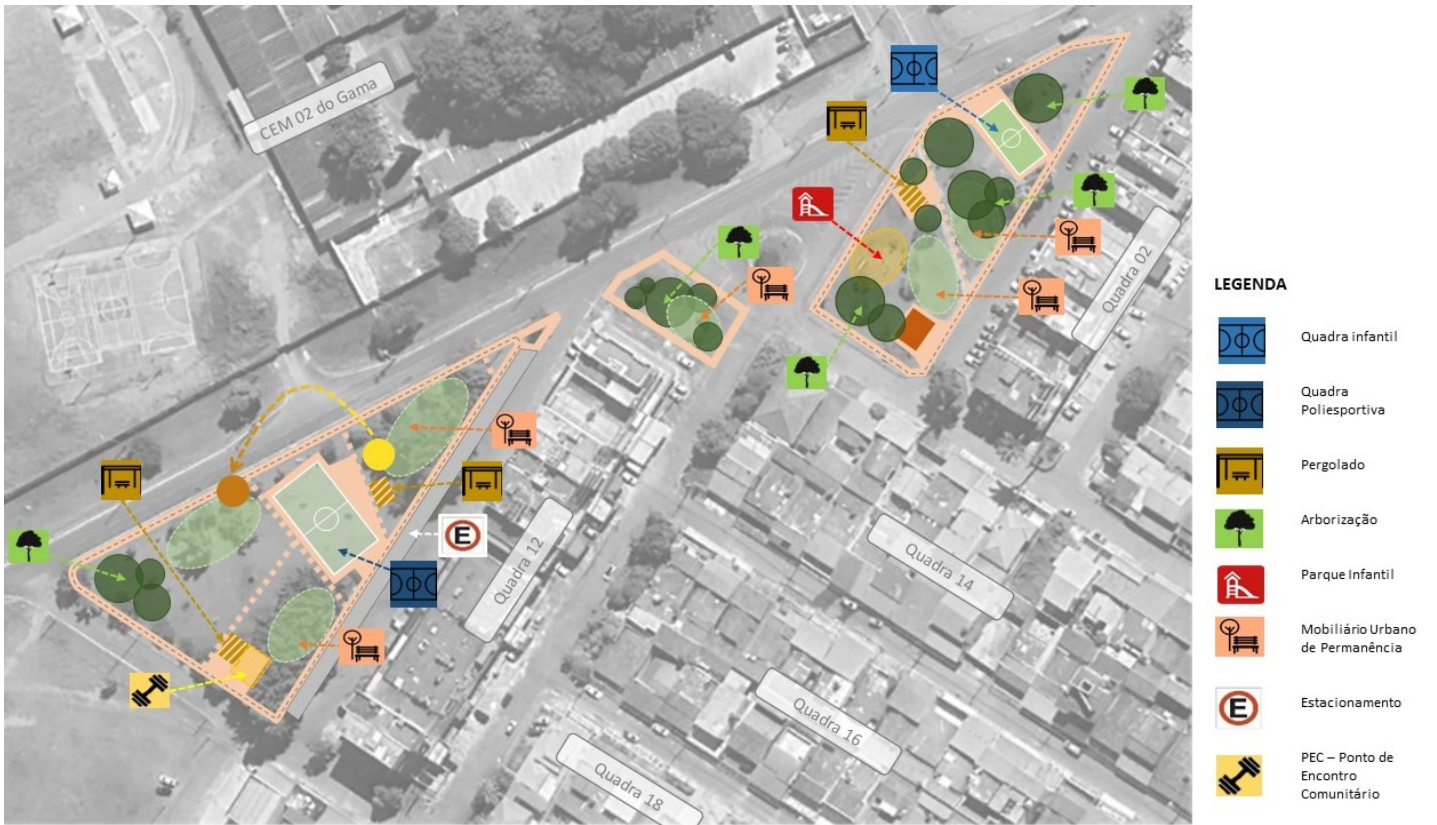 CEM 02 do Gama
Quadra 02
Quadra 12
Quadra 14
Quadra 16
Quadra 18
E
LEGENDA
Quadra infantil
Quadra
Poliesportiva
Pergolado
Arborização
Parque Infantil
Mobiliário Urbano
de Permanência
E
Estacionamento
PEC – Ponto de
Encontro
Comunitário